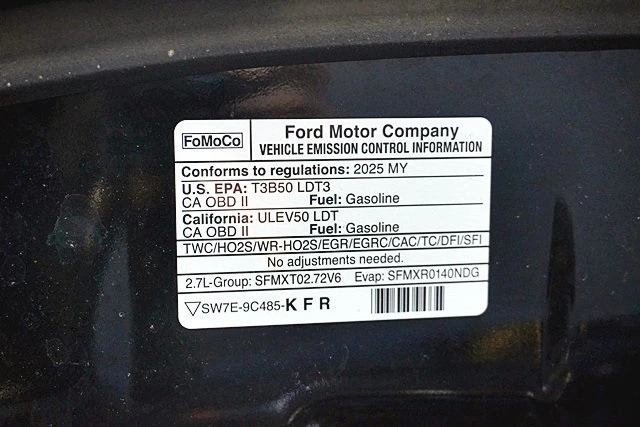 FoMoCo
Ford Motor Company
VEHICLE EMISSION CONTROL INFORMATION
Conforms to regulations: 2025 MY
U.S. EPA: T3B50 LDT3
CA OBD II Fuel: Gasoline
California: ULEV50 LDT
CA OBD II Fuel: Gasoline
TWC/HO2S/WR-HO2S/EGR/EGRC/CAC/TC/DFI/SFI
No adjustments needed.
2.7L-Group: SFMXT02.72V6 Evap: SFMXR0140NDG
SW7E-9C485-K F R